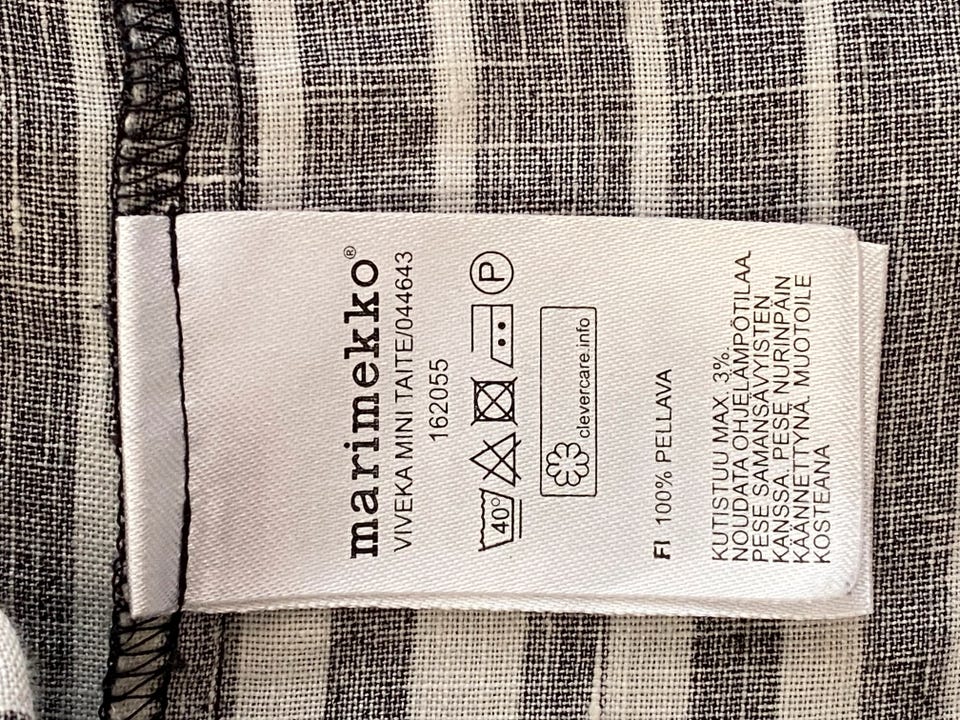 marimekko®
VIVEKA MINI TAITE/044643
162055
40° P
clevercare.info
FI 100% PELLAVA
KUTISTUU MAX. 3%.
NOUDATA OHJELÄMPÖTILAA.
PESE SAMANSÄVYISTEN
KANSSA. PESE NURINPÄIN
KÄÄNNETTYNÄ. MUOTOILE
KOSTEANA